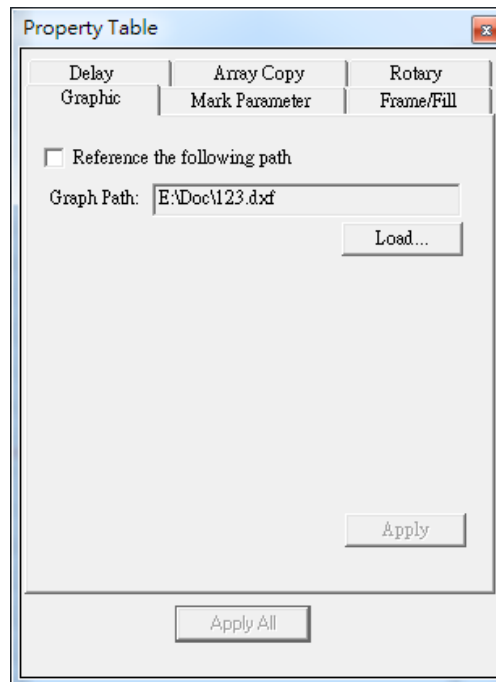 Property Table
Delay Array Copy Rotary
Graphic Mark Parameter Frame/Fill
Reference the following path
Graph Path: E:\Doc\123.dxf
Load...
Apply
Apply All